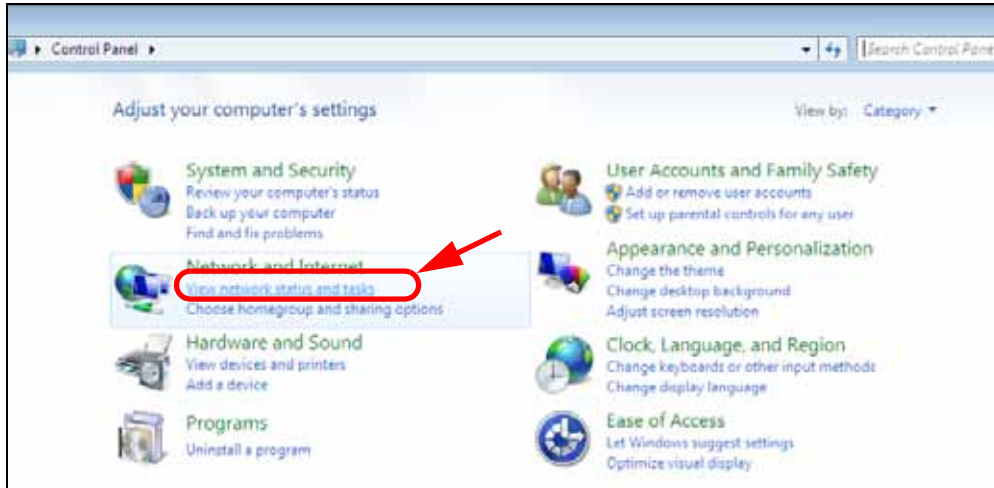 Control Panel
Search Control Pane
Adjust your computer's settings
View by: Category
System and Security
Review your computer's status
Back up your computer
Find and fix problems
Network and Internet
View network status and tasks
Choose homegroup and sharing options
Hardware and Sound
View devices and printers
Add a device
Programs
Uninstall a program
User Accounts and Family Safety
Add or remove user accounts
Set up parental controls for any user
Appearance and Personalization
Change the theme
Change desktop background
Adjust screen resolution
Clock, Language, and Region
Change keyboards or other input methods
Change display language
Ease of Access
Let Windows suggest settings
Optimize visual display